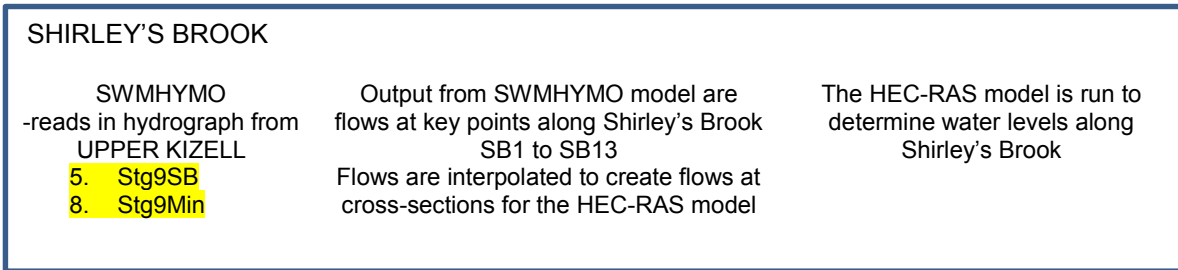 SHIRLEY'S BROOK
SWMHYMO
-reads in hydrograph from
UPPER KIZELL
5. Stg9SB
8. Stg9Min
Output from SWMHYMO model are
flows at key points along Shirley's Brook
SB1 to SB13
Flows are interpolated to create flows at
cross-sections for the HEC-RAS model
The HEC-RAS model is run to
determine water levels along
Shirley's Brook